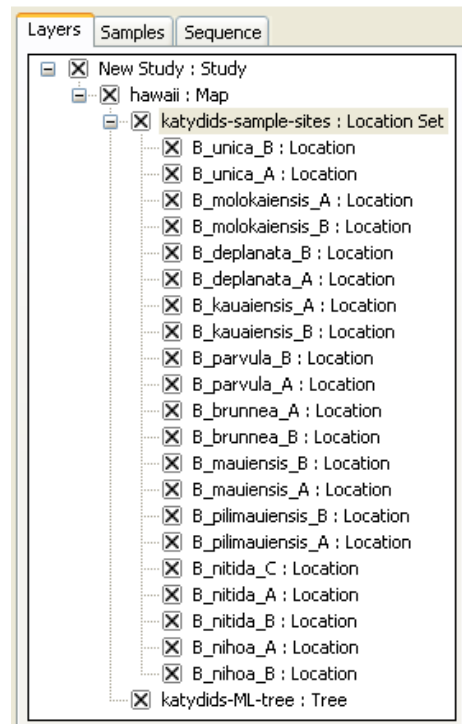 Layers Samples Sequence
New Study : Study
hawaii : Map
katydids-sample-sites : Location Set
B_unica_B : Location
B_unica_A : Location
B_molokaiensis_A : Location
B_molokaiensis_B : Location
B_deplanata_B : Location
B_deplanata_A : Location
B_kauaiensis_A : Location
B_kauaiensis_B : Location
B_parvula_B : Location
B_parvula_A : Location
B_brunnea_A : Location
B_brunnea_B : Location
B_mauiensis_B : Location
B_mauiensis_A : Location
B_pilimauiensis_B : Location
B_pilimauiensis_A : Location
B_nitida_C : Location
B_nitida_A : Location
B_nitida_B : Location
B_nihoa_A : Location
B_nihoa_B : Location
katydids-ML-tree : Tree